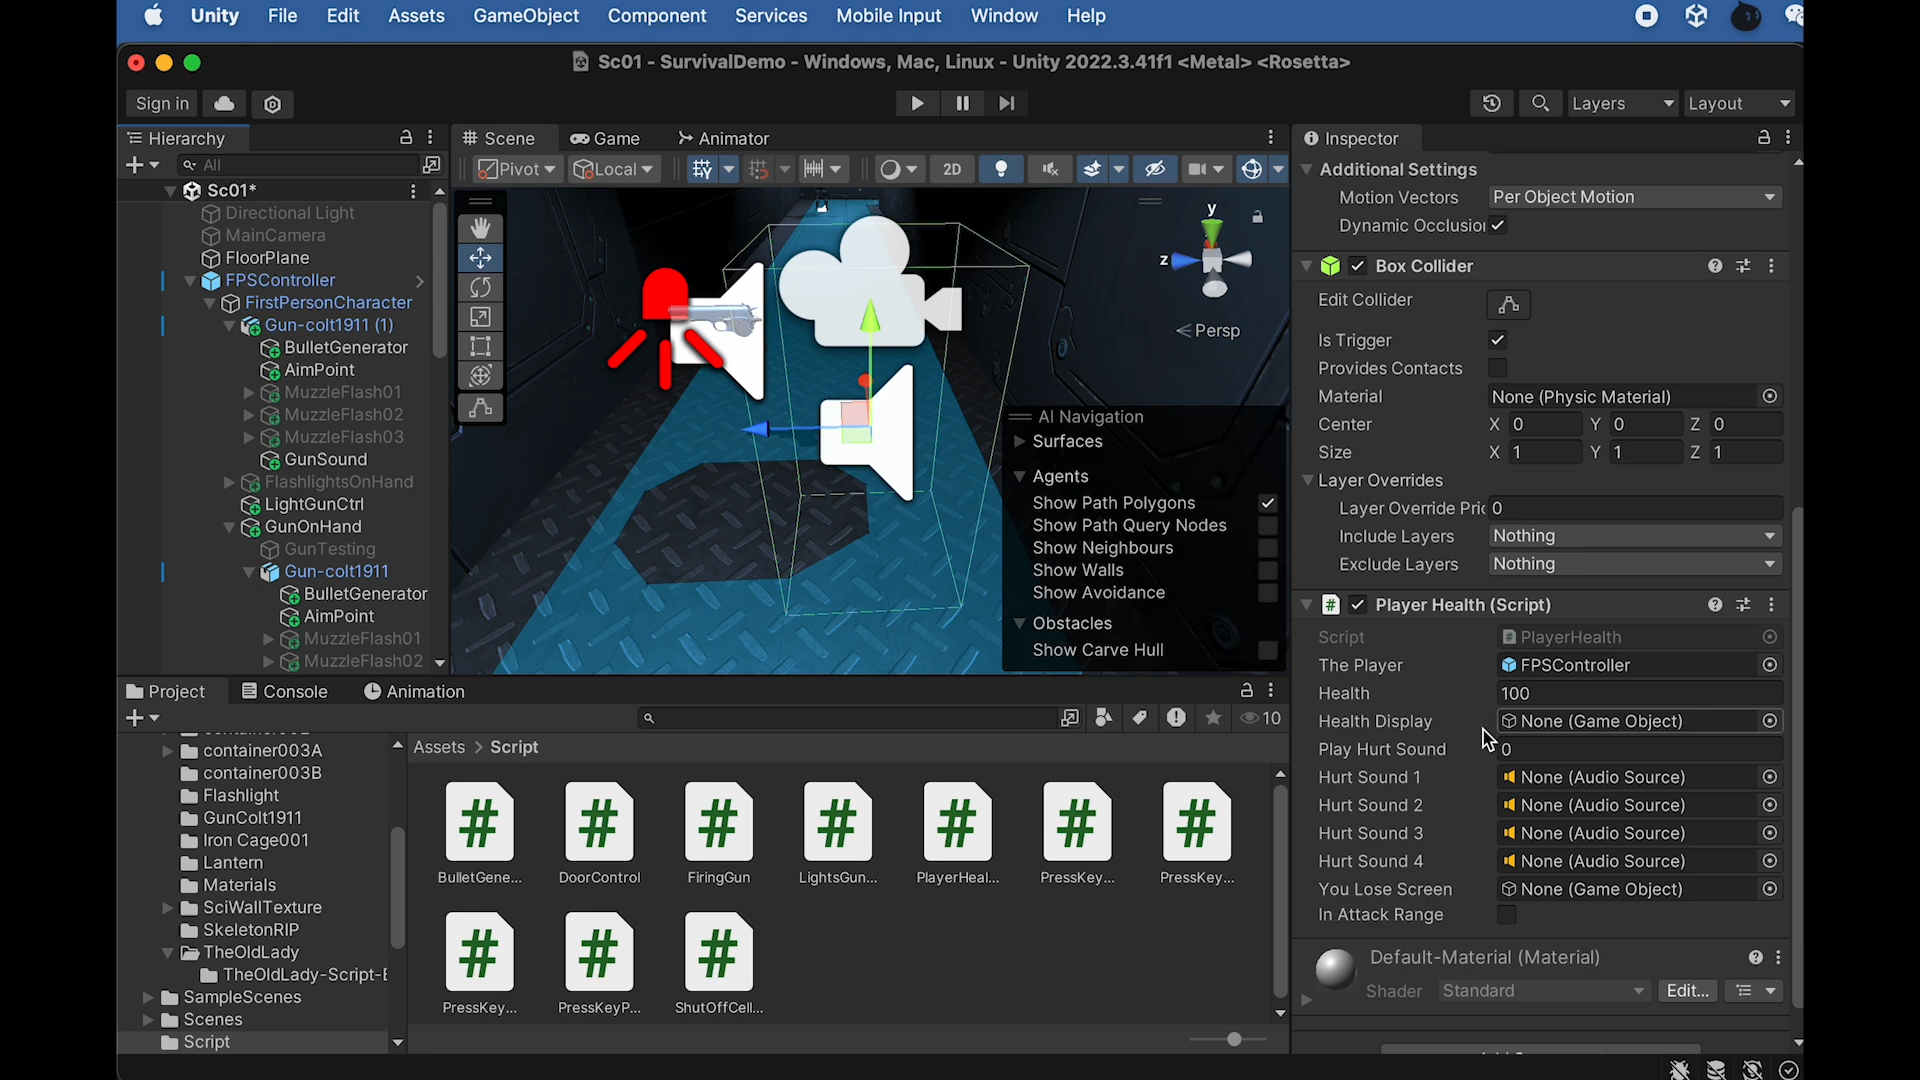 Unity File Edit Assets GameObject Component Services Mobile Input Window Help
Sc01 - SurvivalDemo - Windows, Mac, Linux - Unity 2022.3.41f1 <Metal> <Rosetta>
Sign in
Layers
Layout
Hierarchy
All
Sc01*
Directional Light
MainCamera
FloorPlane
FPSController
FirstPersonCharacter
Gun-colt1911 (1)
BulletGenerator
AimPoint
MuzzleFlash01
MuzzleFlash02
MuzzleFlash03
GunSound
FlashlightsOnHand
LightGunCtrl
GunOnHand
GunTesting
Gun-colt1911
BulletGenerator
AimPoint
MuzzleFlash01
MuzzleFlash02
Scene
Game
Animator
Pivot
Local
2D
y
z
Persp
AI Navigation
Surfaces
Agents
Show Path Polygons
Show Path Query Nodes
Show Neighbours
Show Walls
Show Avoidance
Obstacles
Show Carve Hull
Inspector
Additional Settings
Motion Vectors Per Object Motion
Dynamic Occlusio
Box Collider
Edit Collider
Is Trigger
Provides Contacts
Material None (Physic Material)
Center X 0 Y 0 Z 0
Size X 1 Y 1 Z 1
Layer Overrides
Layer Override Pri 0
Include Layers Nothing
Exclude Layers Nothing
# Player Health (Script)
Script # PlayerHealth
The Player FPSController
Health 100
Health Display None (Game Object)
Play Hurt Sound 0
Hurt Sound 1 None (Audio Source)
Hurt Sound 2 None (Audio Source)
Hurt Sound 3 None (Audio Source)
Hurt Sound 4 None (Audio Source)
You Lose Screen None (Game Object)
In Attack Range
Default-Material (Material)
Shader Standard Edit...
Project
Console
Animation
10
container003A
container003B
Flashlight
GunColt1911
Iron Cage001
Lantern
Materials
SciWallTexture
SkeletonRIP
TheOldLady
TheOldLady-Script-E
SampleScenes
Scenes
Script
Assets > Script
# # # # # # #
BulletGene... DoorControl FiringGun LightsGun... PlayerHeal... PressKey... PressKey...
# # #
PressKey... PressKeyP... ShutOffCell...